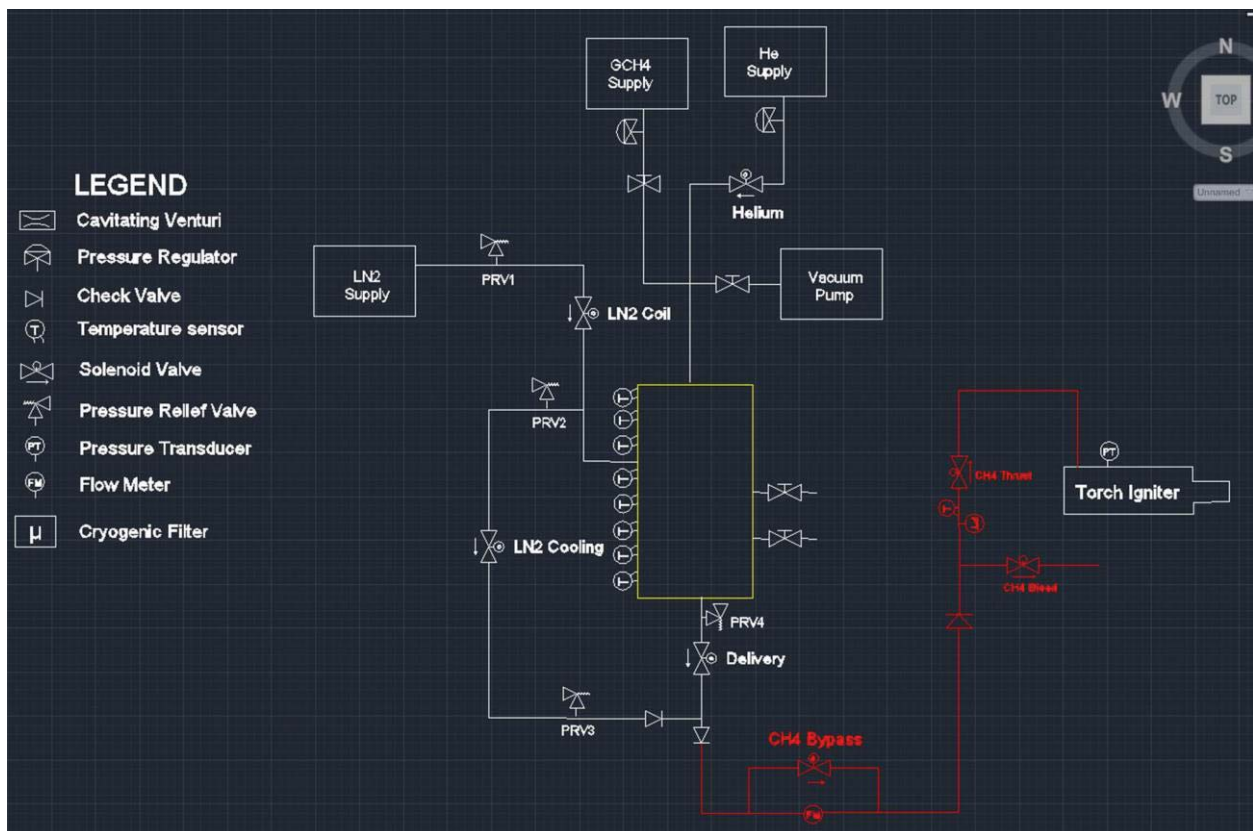 GCH4
Supply
He
Supply
N
W
TOP
S
Unnamed
LEGEND
Cavitating Venturi
Pressure Regulator
Check Valve
T
Temperature sensor
Solenoid Valve
Pressure Relief Valve
PT
Pressure Transducer
FM
Flow Meter
µ
Cryogenic Filter
Helium
LN2
Supply
PRV1
Vacuum
Pump
LN2 Coil
PRV2
T
T
T
T
T
T
T
T
LN2 Cooling
PRV4
Delivery
PRV3
CH4 Bypass
FM
CH4 Thrust
T
CH4 Bleed
PT
Torch Igniter